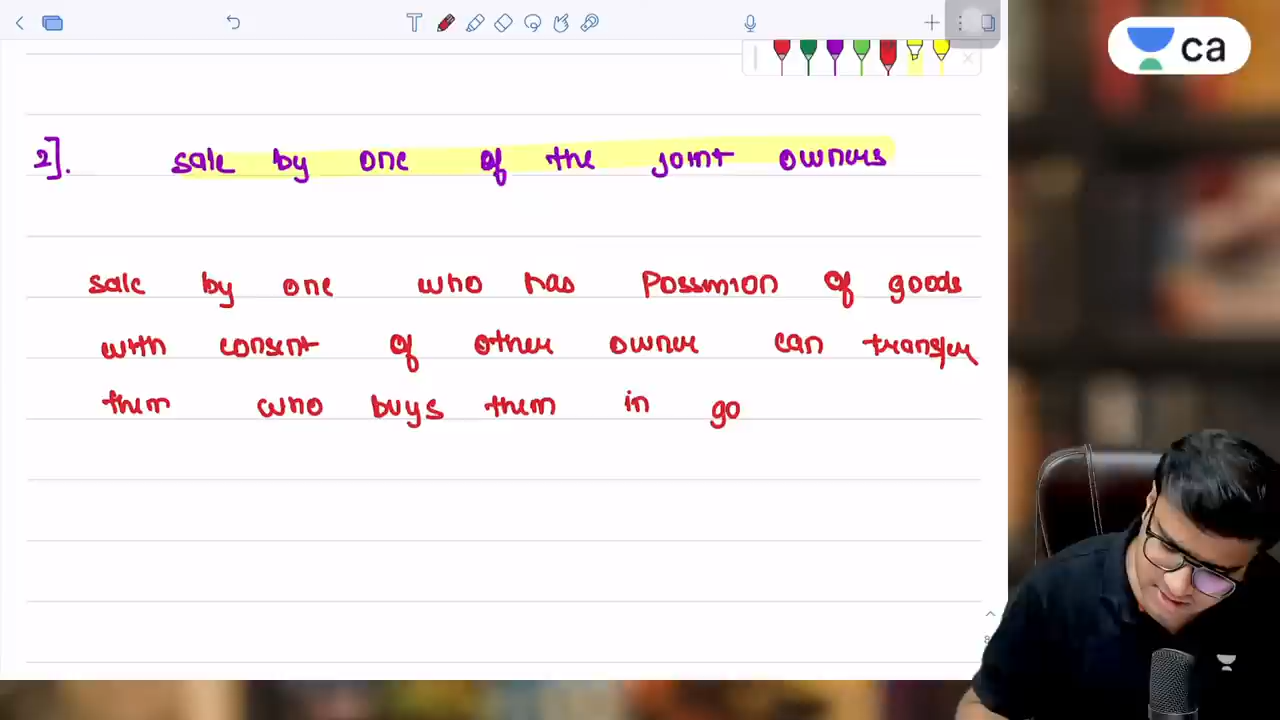 ca
2]. sale by one of the joint owners
sale by one who has possession of goods
with consent of other owner can transfer
them who buys them in go